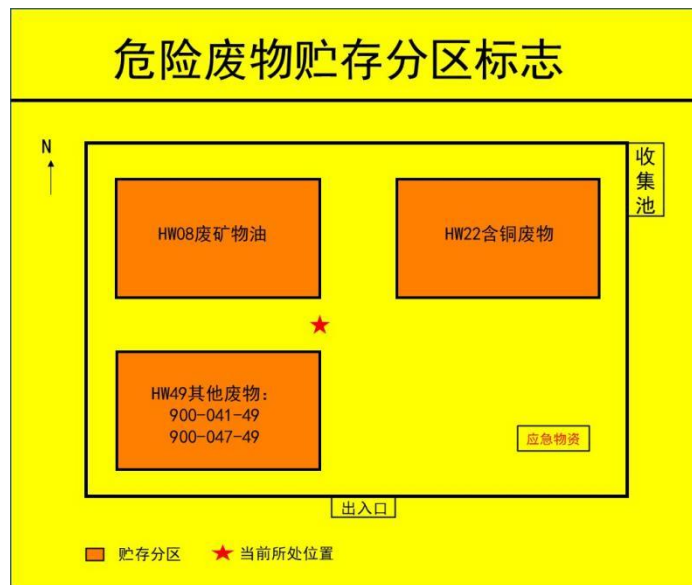 危险废物贮存分区标志
N
收集池
HW08废矿物油
HW22含铜废物
HW49其他废物：
900-041-49
900-047-49
应急物资
出入口
贮存分区
当前所处位置